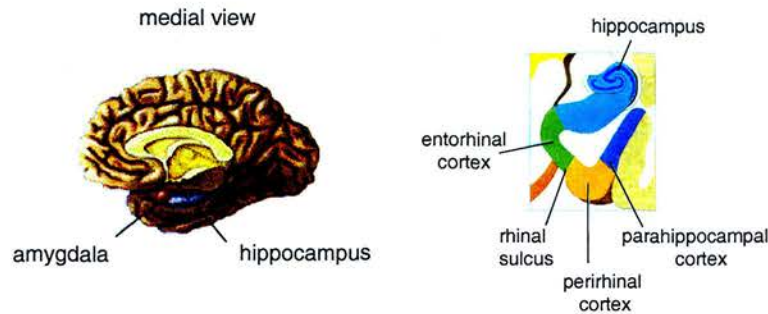 medial view
amygdala
hippocampus
hippocampus
entorhinal
cortex
rhinal
sulcus
perirhinal
cortex
parahippocampal
cortex